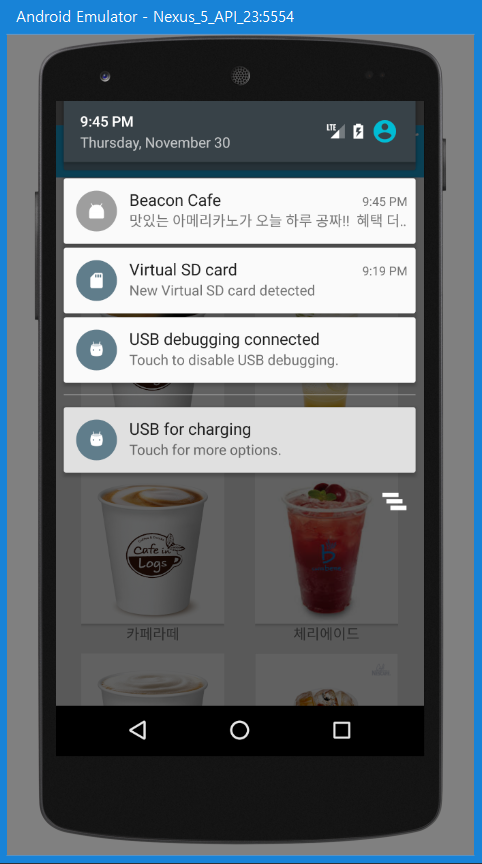 Android Emulator - Nexus_5_API_23:5554
9:45 PM
LTE
Thursday, November 30
Beacon Cafe
9:45 PM
맛있는 아메리카노가 오늘 하루 공짜!! 혜택 더..
Virtual SD card
9:19 PM
New Virtual SD card detected
USB debugging connected
Touch to disable USB debugging.
USB for charging
Touch for more options.
Cafe in
Logs
카페라떼
체리에이드